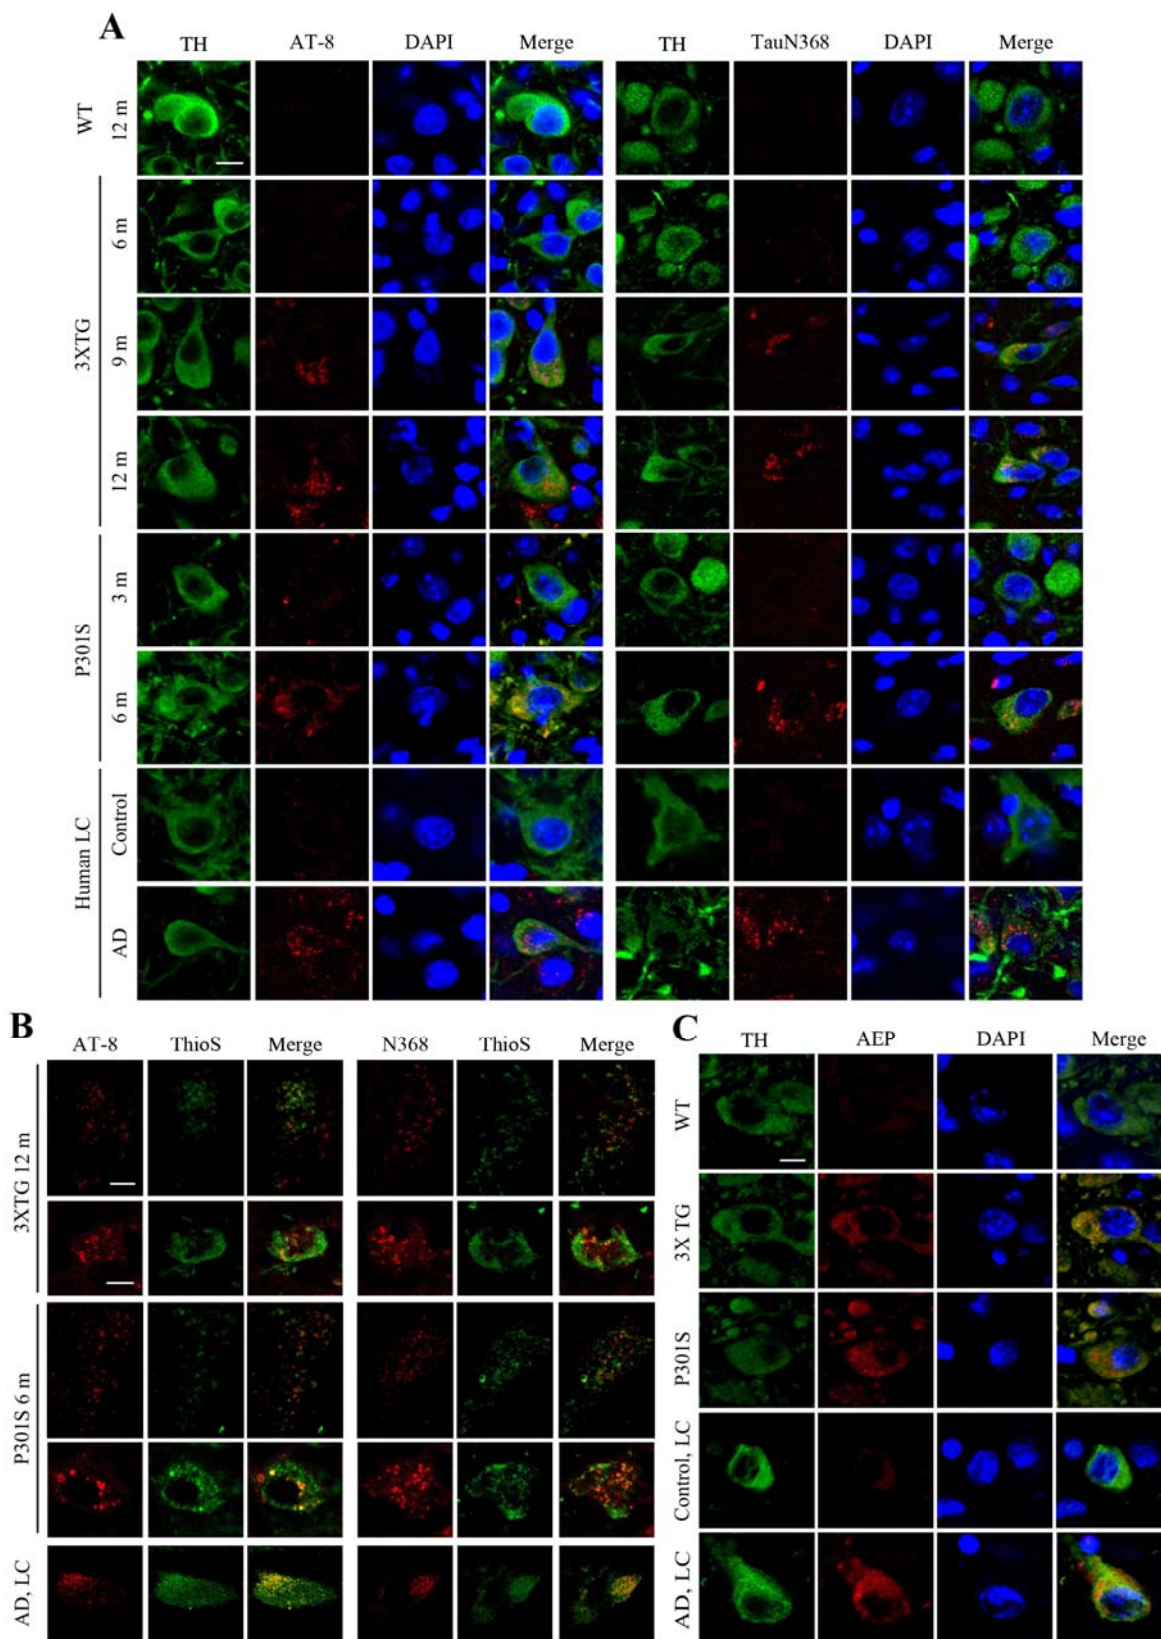 A
TH AT-8 DAPI Merge TH TauN368 DAPI Merge
WT
12 m
3XTG
6 m
9 m
12 m
P301S
3 m
6 m
Human LC
Control
AD
B
AT-8 ThioS Merge N368 ThioS Merge
3XTG 12 m
P301S 6 m
AD, LC
C
TH AEP DAPI Merge
WT
3X TG
P301S
Control, LC
AD, LC